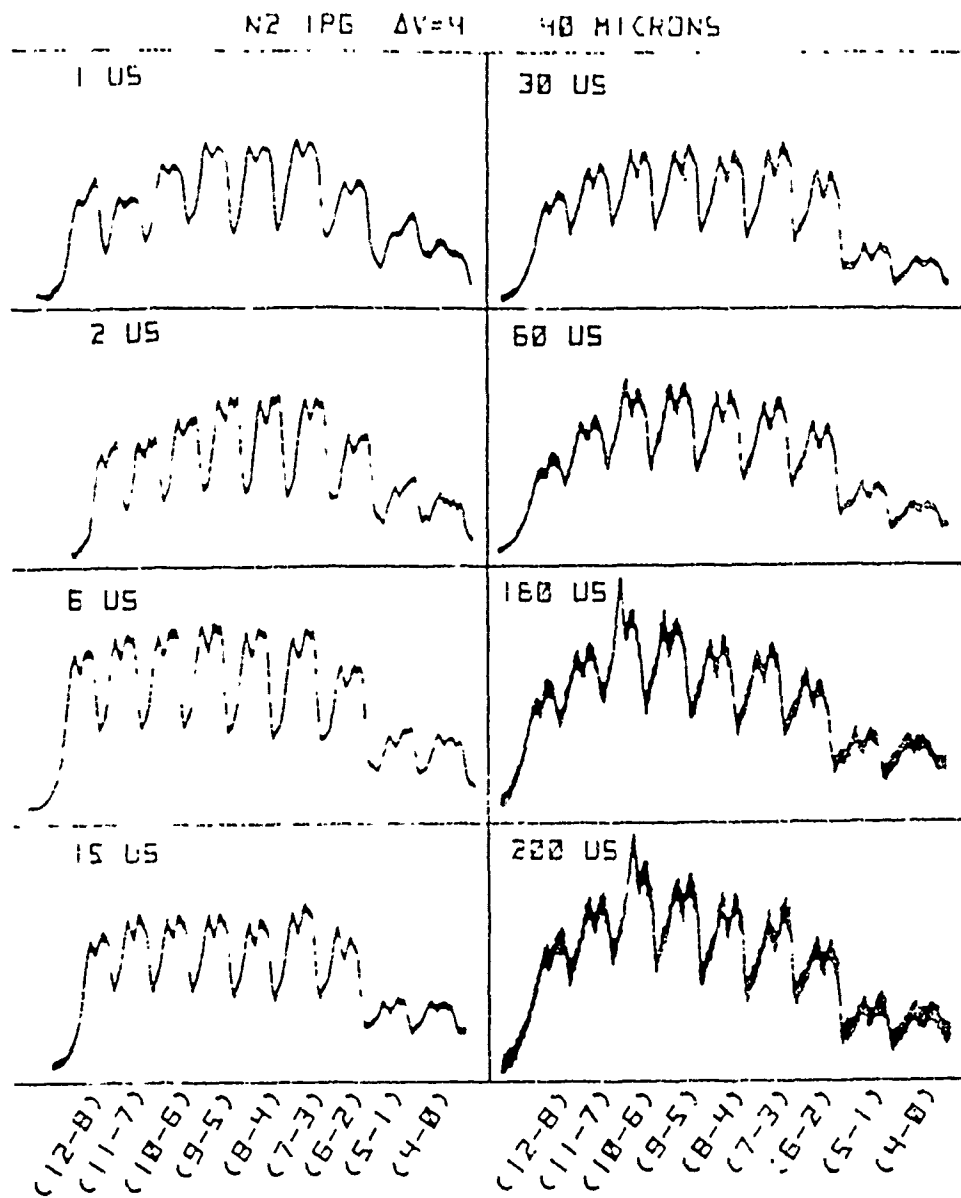 N2 1PG ΔV=4 40 MICRONS
1 US
30 US
2 US
60 US
6 US
160 US
15 US
200 US
(12-8)
(11-7)
(10-6)
(9-5)
(8-4)
(7-3)
(6-2)
(5-1)
(4-0)
(12-8)
(11-7)
(10-6)
(9-5)
(8-4)
(7-3)
(6-2)
(5-1)
(4-0)